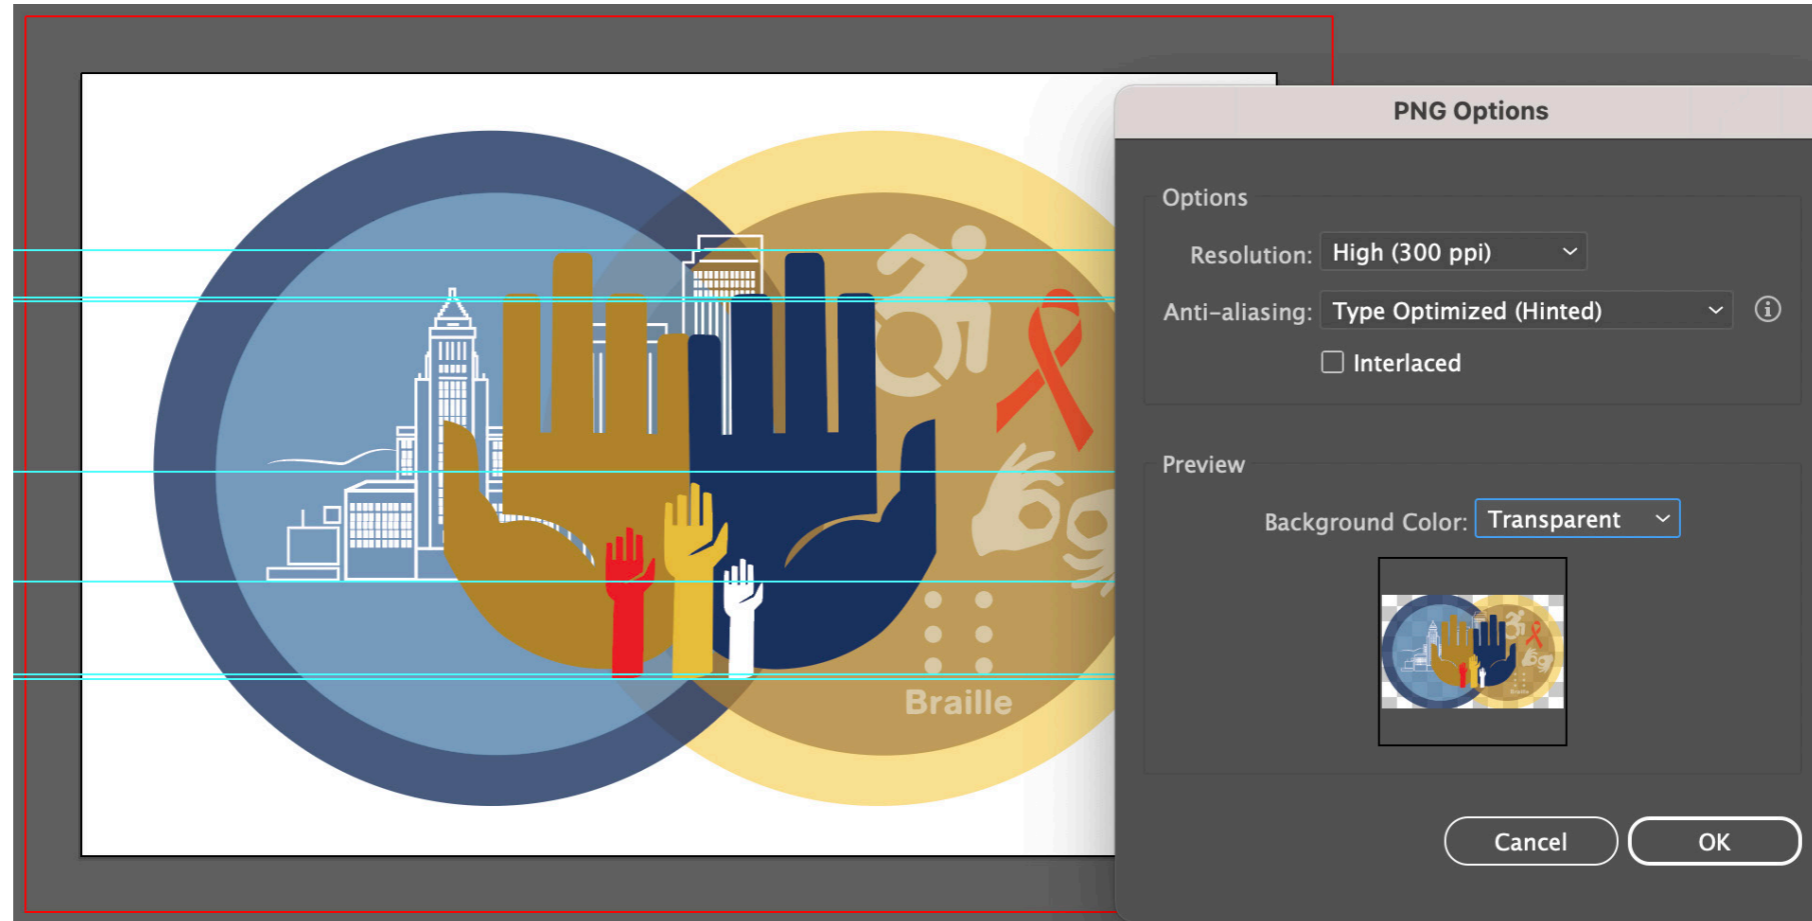 PNG Options
Options
Resolution: High (300 ppi)
Anti-aliasing: Type Optimized (Hinted)
Interlaced
Preview
Background Color: Transparent
Braille
Braille
Cancel
OK